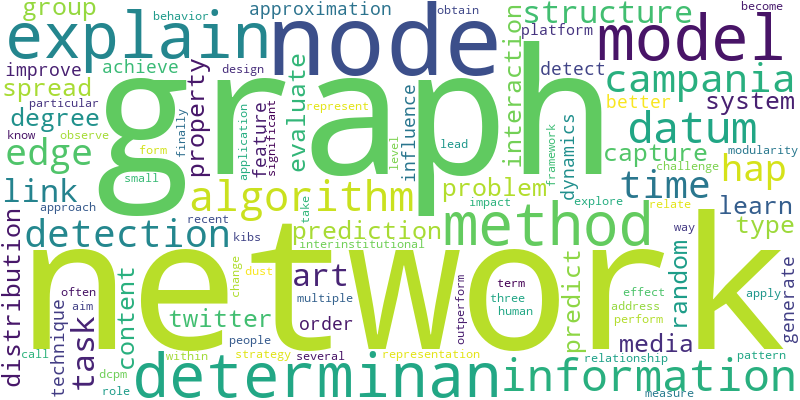 group
behavior
approximation
obtain
structure
become
explain
node
platform
model
improve
achieve
design
interaction
detect
campania
spread
particular
property
evaluate
represent
influence
better
system
degree
know
observe
finally
application
feature
significant
graph
level
lead
framework
dynamics
datum
modularity
edge
form
small
capture
challenge
hap
link
approach
algorithm
problem
time
relate
learn
detection
recent
take
prediction
impact
method
explore
random
way
type
distribution
kibs
interinstitutional
predict
network
content
change
dust
art
multiple
term
outperform
three
human
effect
address
perform
apply
generate
often
aim
technique
task
twitter
people
order
media
call
dcpm
role
within
determinan
strategy
several
representation
information
relationship
pattern
measure